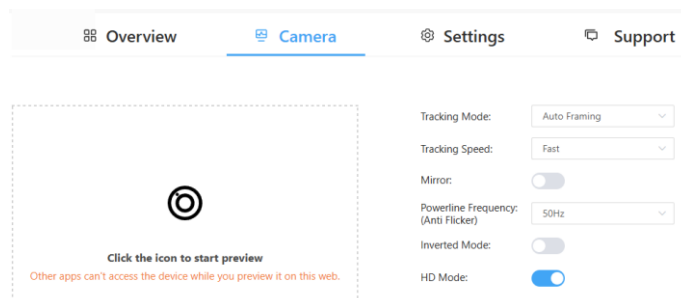 Overview Camera Settings Support
Tracking Mode: Auto Framing
Tracking Speed: Fast
Mirror:
Powerline Frequency:
(Anti Flicker)
50Hz
Inverted Mode:
HD Mode:
Click the icon to start preview
Other apps can't access the device while you preview it on this web.